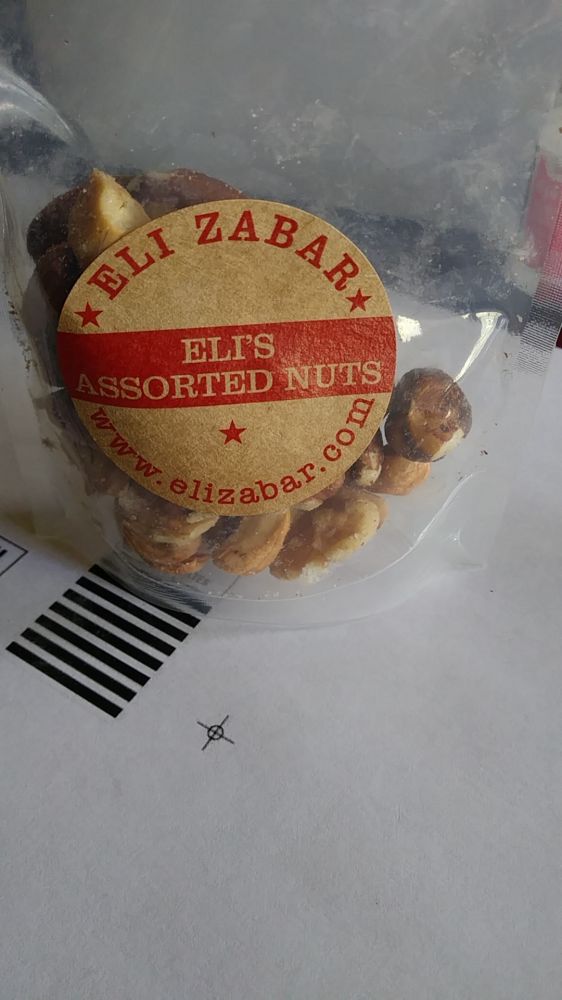 ELI ZABAR
ELI'S
ASSORTED NUTS
www.elizabar.com